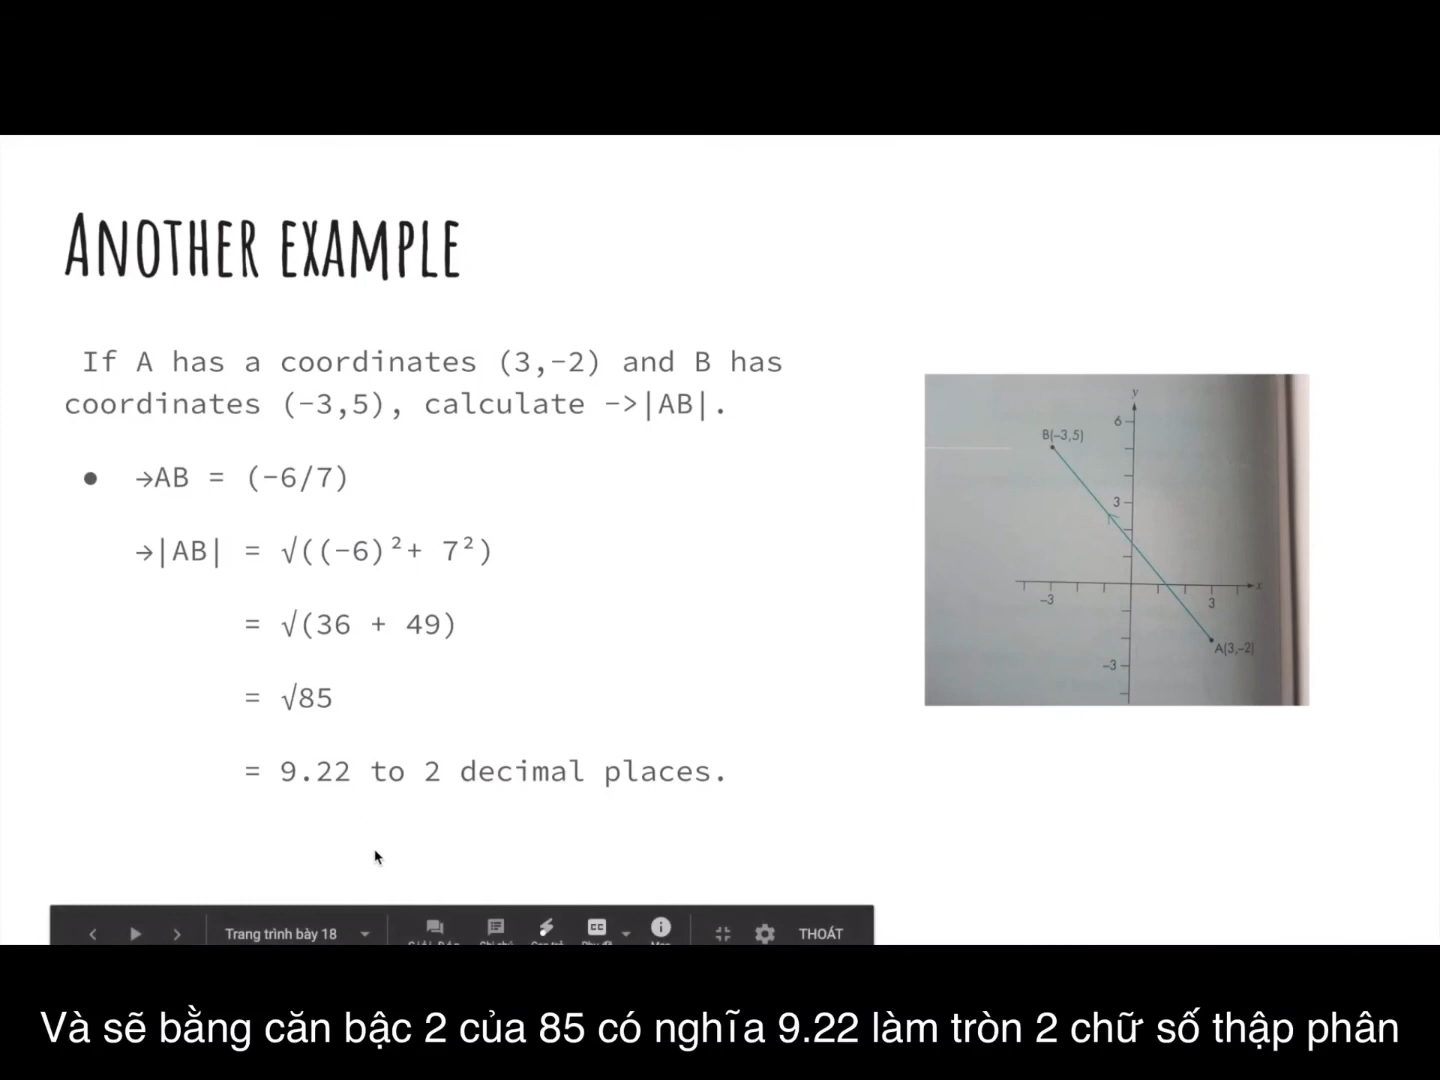 ANOTHER EXAMPLE
If A has a coordinates (3,-2) and B has
coordinates (-3,5), calculate ->|AB|.
● →AB = (-6/7)
→|AB| = √((-6)²+ 7²)
= √(36 + 49)
= √85
= 9.22 to 2 decimal places.
y
6
B(-3,5)
3
-3
3
x
A(3,-2)
-3
Trang trình bày 18
CC
THOÁT
Và sẽ bằng căn bậc 2 của 85 có nghĩa 9.22 làm tròn 2 chữ số thập phân